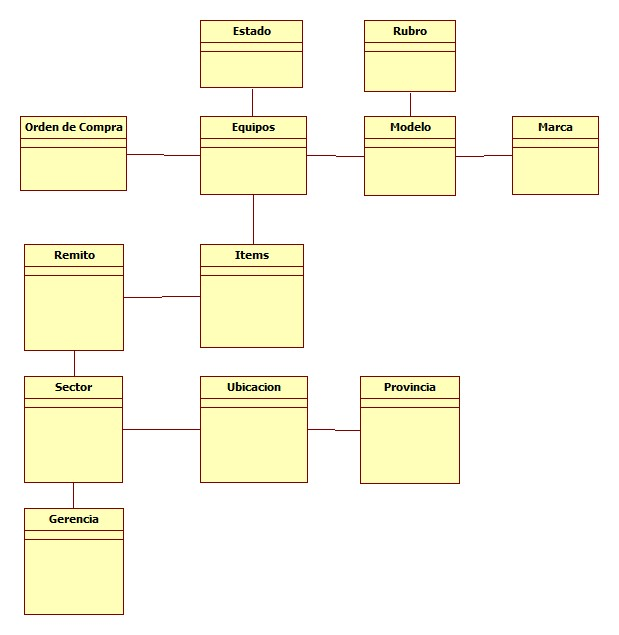 Estado
Rubro
Orden de Compra
Equipos
Modelo
Marca
Remito
Items
Sector
Ubicacion
Provincia
Gerencia